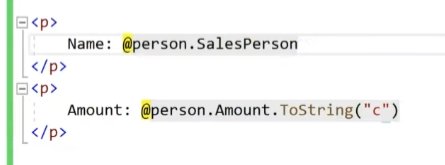 <p>
Name: @person.SalesPerson
</p>
<p>
Amount: @person.Amount.ToString("c")
</p>